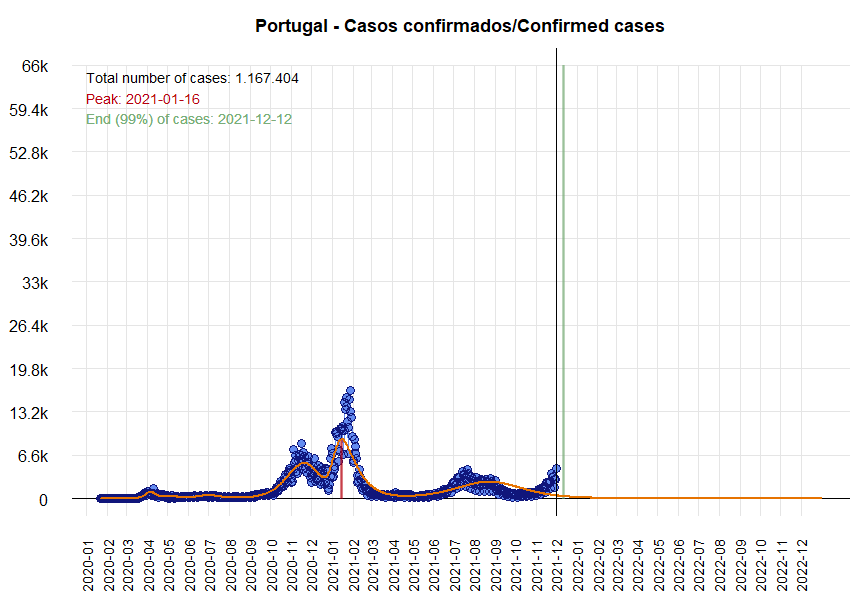 Portugal - Casos confirmados/Confirmed cases
66k
59.4k
52.8k
46.2k
39.6k
33k
26.4k
19.8k
13.2k
6.6k
0
Total number of cases: 1.167.404
Peak: 2021-01-16
End (99%) of cases: 2021-12-12
2020-01
2020-02
2020-03
2020-04
2020-05
2020-06
2020-07
2020-08
2020-09
2020-10
2020-11
2020-12
2021-01
2021-02
2021-03
2021-04
2021-05
2021-06
2021-07
2021-08
2021-09
2021-10
2021-11
2021-12
2022-01
2022-02
2022-03
2022-04
2022-05
2022-06
2022-07
2022-08
2022-09
2022-10
2022-11
2022-12